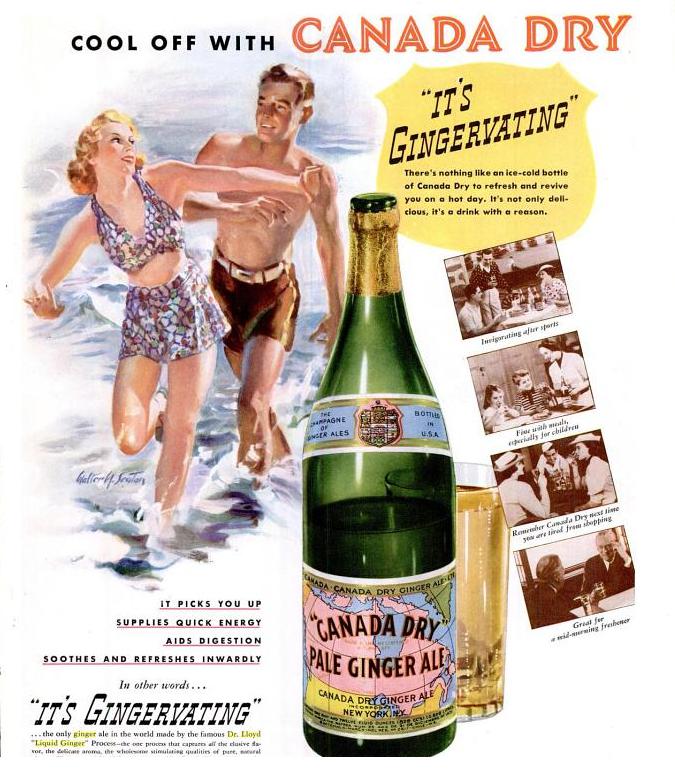 COOL OFF WITH CANADA DRY
"IT'S
GINGERVATING"
There's nothing like an ice-cold bottle
of Canada Dry to refresh and revive
you on a hot day. It's not only deli-
cious, it's a drink with a reason.
Invigorating after sports
Fine with meals,
especially for children
Remember Canada Dry next time
you are tired from shopping
Great for
a mid-morning freshener
THE
CHAMPAGNE
OF
GINGER ALES
BOTTLED
IN
U.S.A.
CANADA · CANADA DRY GINGER ALE · LTD
"CANADA DRY"
PALE GINGER ALE
CANADA DRY GINGER ALE
INCORPORATED
NEW YORK, N.Y.
IT PICKS YOU UP
SUPPLIES QUICK ENERGY
AIDS DIGESTION
SOOTHES AND REFRESHES INWARDLY
In other words...
"IT'S GINGERVATING"
...the only ginger ale in the world made by the famous Dr. Lloyd
"Liquid Ginger" Process—the one process that captures all the elusive fla-
vor, the delicate aroma, the wholesome stimulating qualities of pure, natural